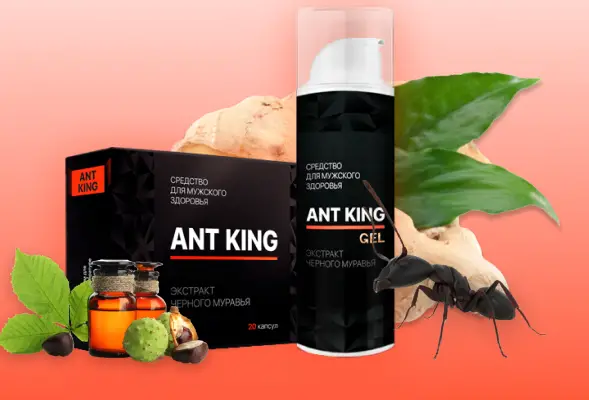 ANT
KING
СРЕДСТВО
ДЛЯ МУЖСКОГО
ЗДОРОВЬЯ
ANT KING
ЭКСТРАКТ
ЧЕРНОГО МУРАВЬЯ
20 капсул
СРЕДСТВО
ДЛЯ МУЖСКОГО
ЗДОРОВЬЯ
ANT KING
GEL
ЭКСТРАКТ
ЧЕРНОГО МУРАВЬЯ